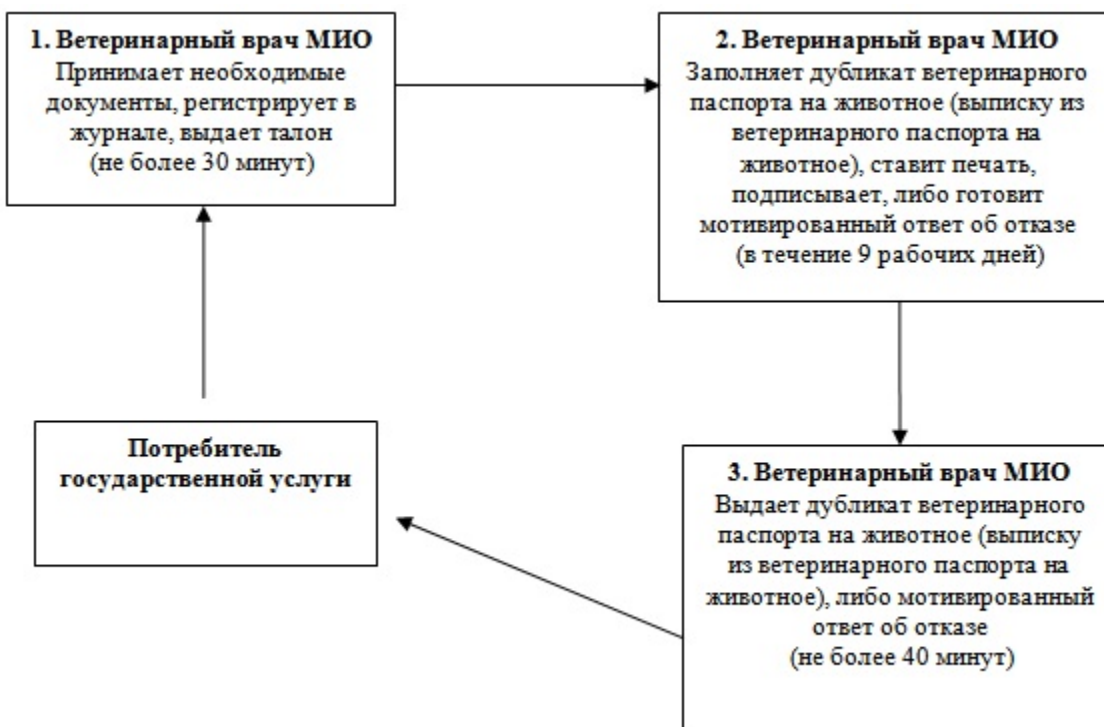 1. Ветеринарный врач МИО
Принимает необходимые
документы, регистрирует в
журнале, выдает талон
(не более 30 минут)
2. Ветеринарный врач МИО
Заполняет дубликат ветеринарного
паспорта на животное (выписку из
ветеринарного паспорта на
животное), ставит печать,
подписывает, либо готовит
мотивированный ответ об отказе
(в течение 9 рабочих дней)
Потребитель
государственной услуги
3. Ветеринарный врач МИО
Выдает дубликат ветеринарного
паспорта на животное (выписку
из ветеринарного паспорта на
животное), либо мотивированный
ответ об отказе
(не более 40 минут)